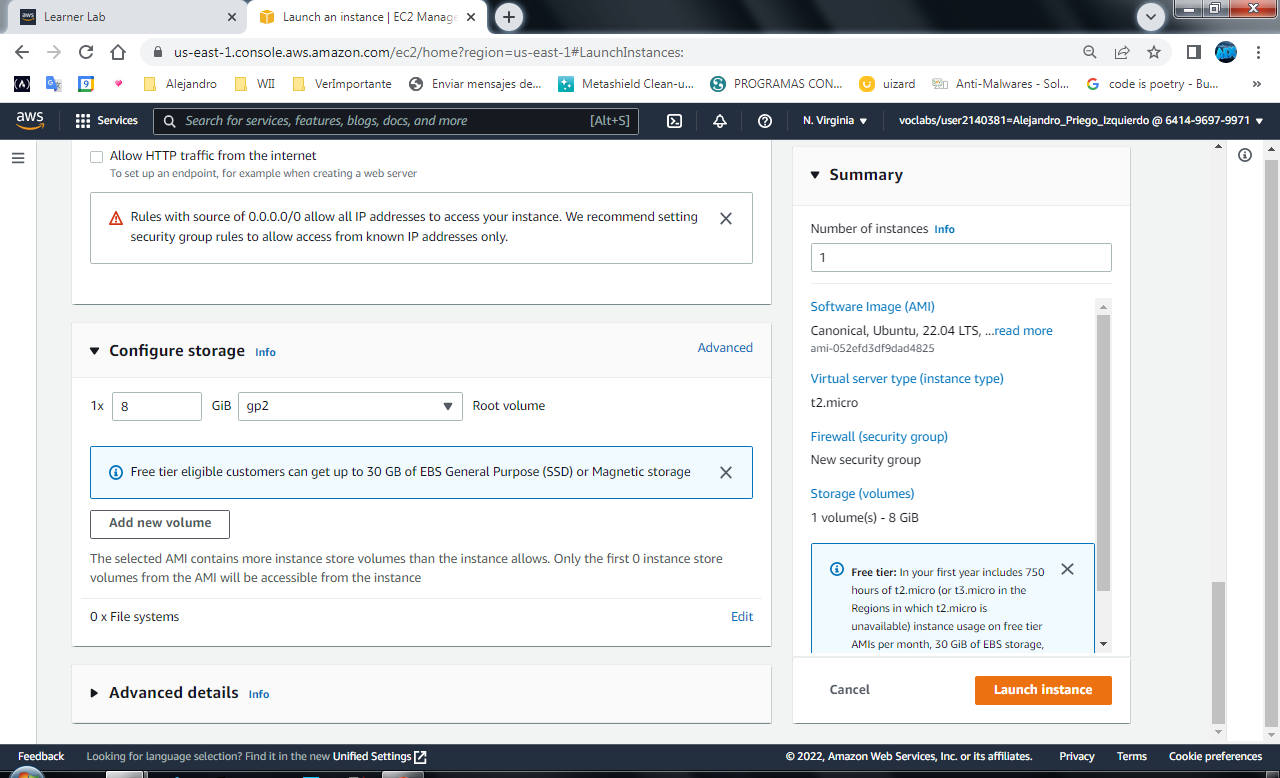 Learner Lab
Launch an instance | EC2 Manage
us-east-1.console.aws.amazon.com/ec2/home?region=us-east-1#LaunchInstances:
Alejandro WII VerImportante Enviar mensajes de... Metashield Clean-u... PROGRAMAS CON... uizard Anti-Malwares - Sol... code is poetry - Bu... »
aws Services Search for services, features, blogs, docs, and more [Alt+S] N. Virginia voclabs/user2140381=Alejandro_Priego_Izquierdo @ 6414-9697-9971
Allow HTTP traffic from the internet
To set up an endpoint, for example when creating a web server
Rules with source of 0.0.0.0/0 allow all IP addresses to access your instance. We recommend setting
security group rules to allow access from known IP addresses only.
Configure storage Info Advanced
1x 8 GiB gp2 Root volume
Free tier eligible customers can get up to 30 GB of EBS General Purpose (SSD) or Magnetic storage
Add new volume
The selected AMI contains more instance store volumes than the instance allows. Only the first 0 instance store
volumes from the AMI will be accessible from the instance
0 x File systems Edit
Advanced details Info
Summary
Number of instances Info
1
Software Image (AMI)
Canonical, Ubuntu, 22.04 LTS, ...read more
ami-052efd3df9dad4825
Virtual server type (instance type)
t2.micro
Firewall (security group)
New security group
Storage (volumes)
1 volume(s) - 8 GiB
Free tier: In your first year includes 750
hours of t2.micro (or t3.micro in the
Regions in which t2.micro is
unavailable) instance usage on free tier
AMIs per month, 30 GiB of EBS storage,
Cancel Launch instance
Feedback Looking for language selection? Find it in the new Unified Settings © 2022, Amazon Web Services, Inc. or its affiliates. Privacy Terms Cookie preferences